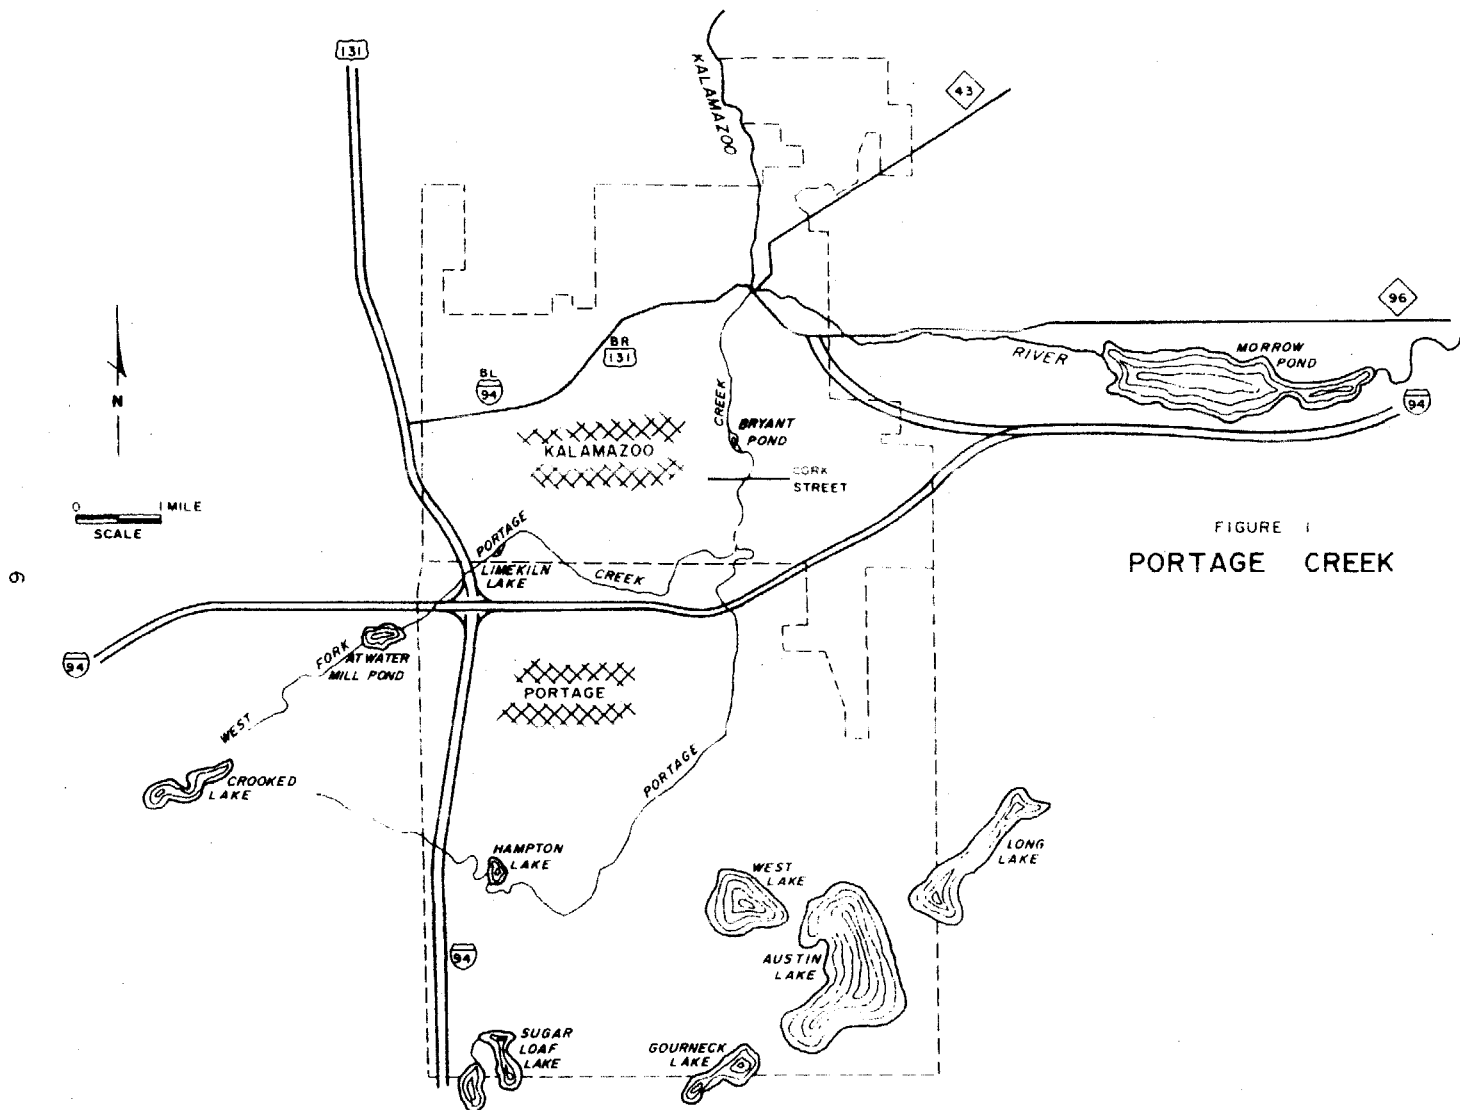 131
KALAMAZOO
43
96
RIVER
MORROW
POND
94
BR
131
BL
94
CREEK
BRYANT
POND
KALAMAZOO
CORK
STREET
N
0 1 MILE
SCALE
FIGURE 1
PORTAGE CREEK
PORTAGE
LIMEKILN
LAKE
CREEK
6
94
FORK
ATWATER
MILL POND
WEST
PORTAGE
PORTAGE
CROOKED
LAKE
HAMPTON
LAKE
WEST
LAKE
LONG
LAKE
94
AUSTIN
LAKE
SUGAR
LOAF
LAKE
GOURNECK
LAKE